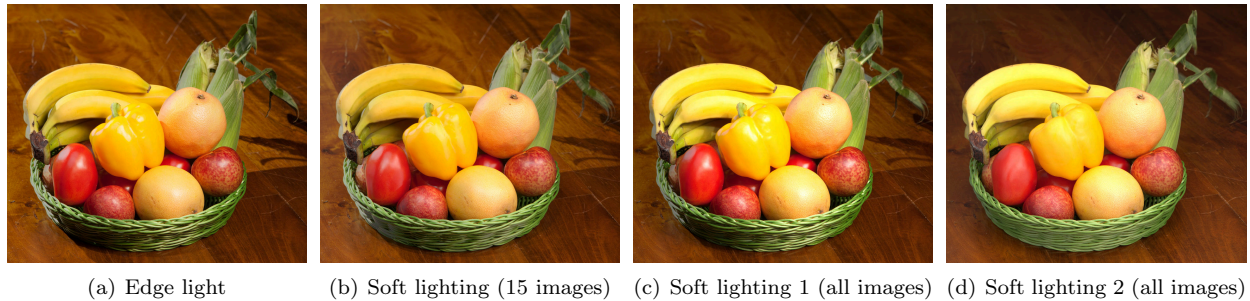 (a) Edge light
(b) Soft lighting (15 images)
(c) Soft lighting 1 (all images)
(d) Soft lighting 2 (all images)